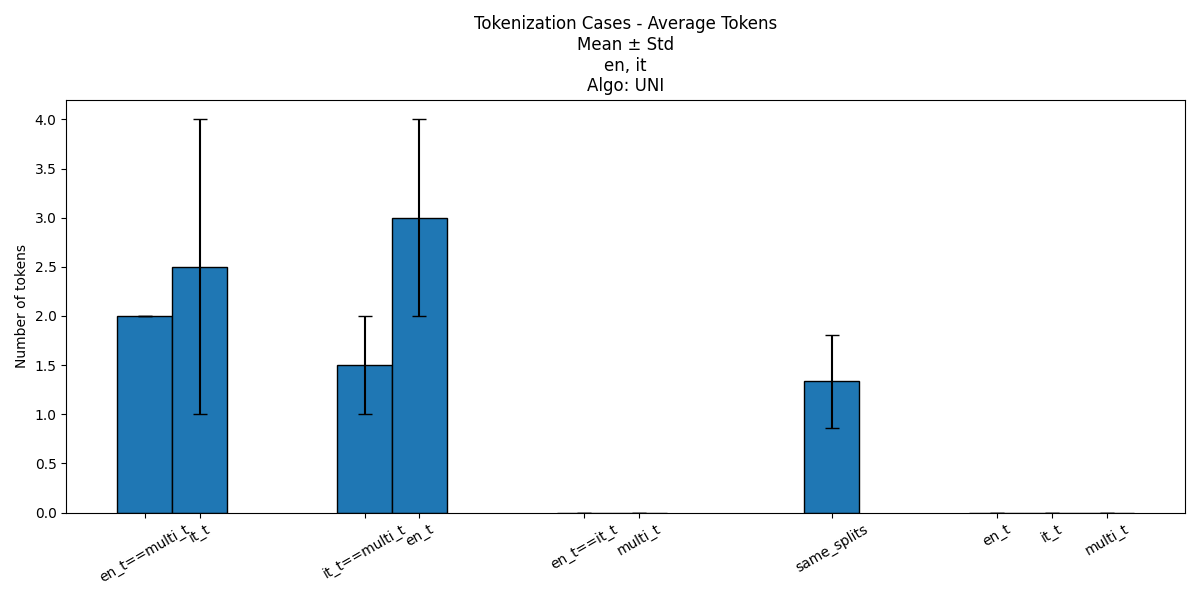 Tokenization Cases - Average Tokens
Mean ± Std
en, it
Algo: UNI
Number of tokens
4.0
3.5
3.0
2.5
2.0
1.5
1.0
0.5
0.0
en_t==multi_t
it_t
it_t==multi_t
en_t
en_t==it_t
multi_t
same_splits
en_t
it_t
multi_t